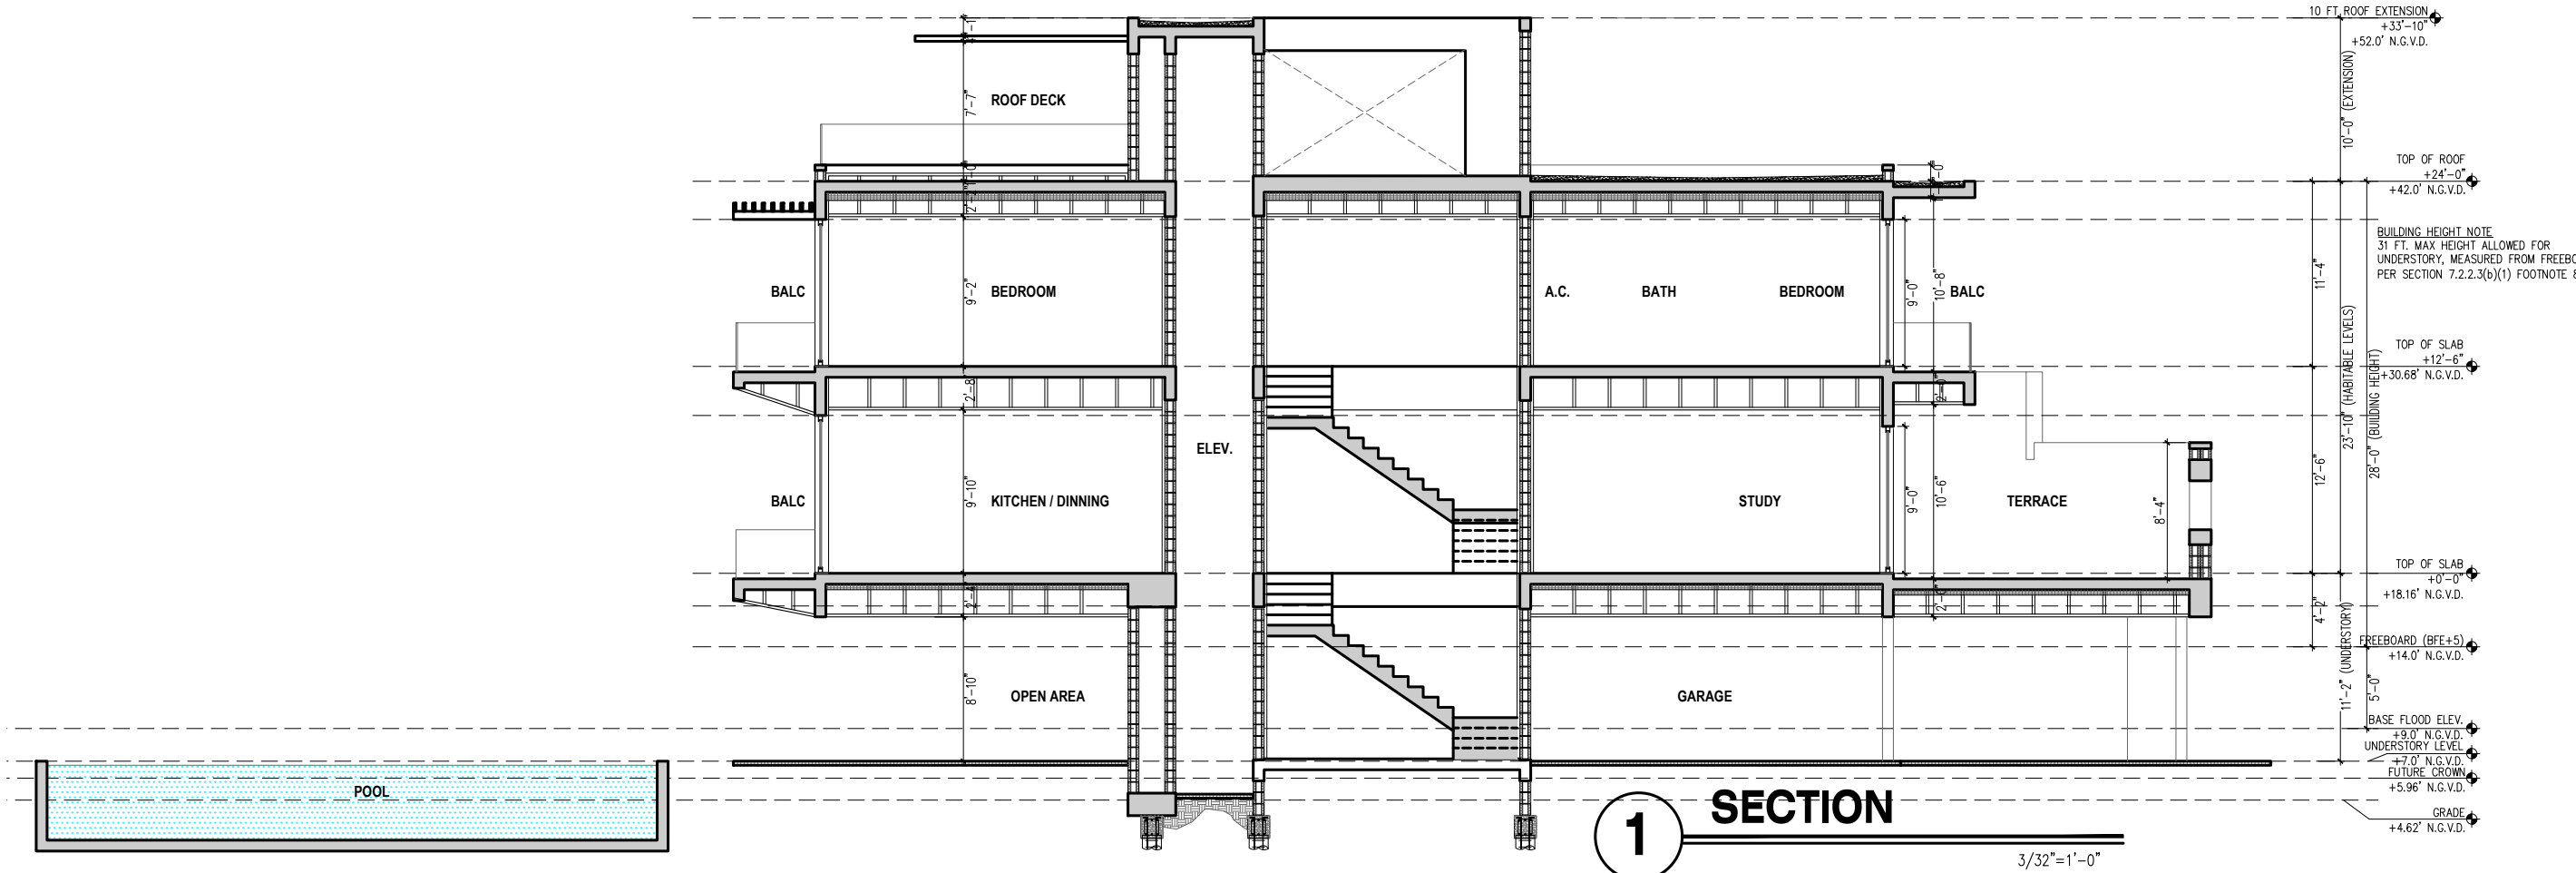 10 FT ROOF EXTENSION
+33'-10"
+52.0' N.G.V.D.
10'-0" (EXTENSION)
7'-7"
ROOF DECK
TOP OF ROOF
+24'-0"
+42.0' N.G.V.D.
BUILDING HEIGHT NOTE
31 FT. MAX HEIGHT ALLOWED FOR
UNDERSTORY, MEASURED FROM FREEBO
PER SECTION 7.2.2.3(b)(1) FOOTNOTE 8
BALC
9'-2"
BEDROOM
A.C.
BATH
BEDROOM
9'-0"
10'-8"
BALC
11'-4"
23'-10" (HABITABLE LEVELS)
28'-0" (BUILDING HEIGHT)
TOP OF SLAB
+12'-6"
+30.68' N.G.V.D.
2'-8"
2'-0"
ELEV.
BALC
9'-10"
KITCHEN / DINNING
STUDY
9'-0"
10'-6"
TERRACE
8'-4"
12'-6"
TOP OF SLAB
+0'-0"
+18.16' N.G.V.D.
2'-4"
2'-0"
4'-2"
11'-2" (UNDERSTORY)
FREEBOARD (BFE+5)
+14.0' N.G.V.D.
8'-10"
OPEN AREA
GARAGE
5'-0"
BASE FLOOD ELEV.
+9.0' N.G.V.D.
UNDERSTORY LEVEL
+7.0' N.G.V.D.
FUTURE CROWN
+5.96' N.G.V.D.
POOL
GRADE
+4.62' N.G.V.D.
1
SECTION
3/32"=1'-0"